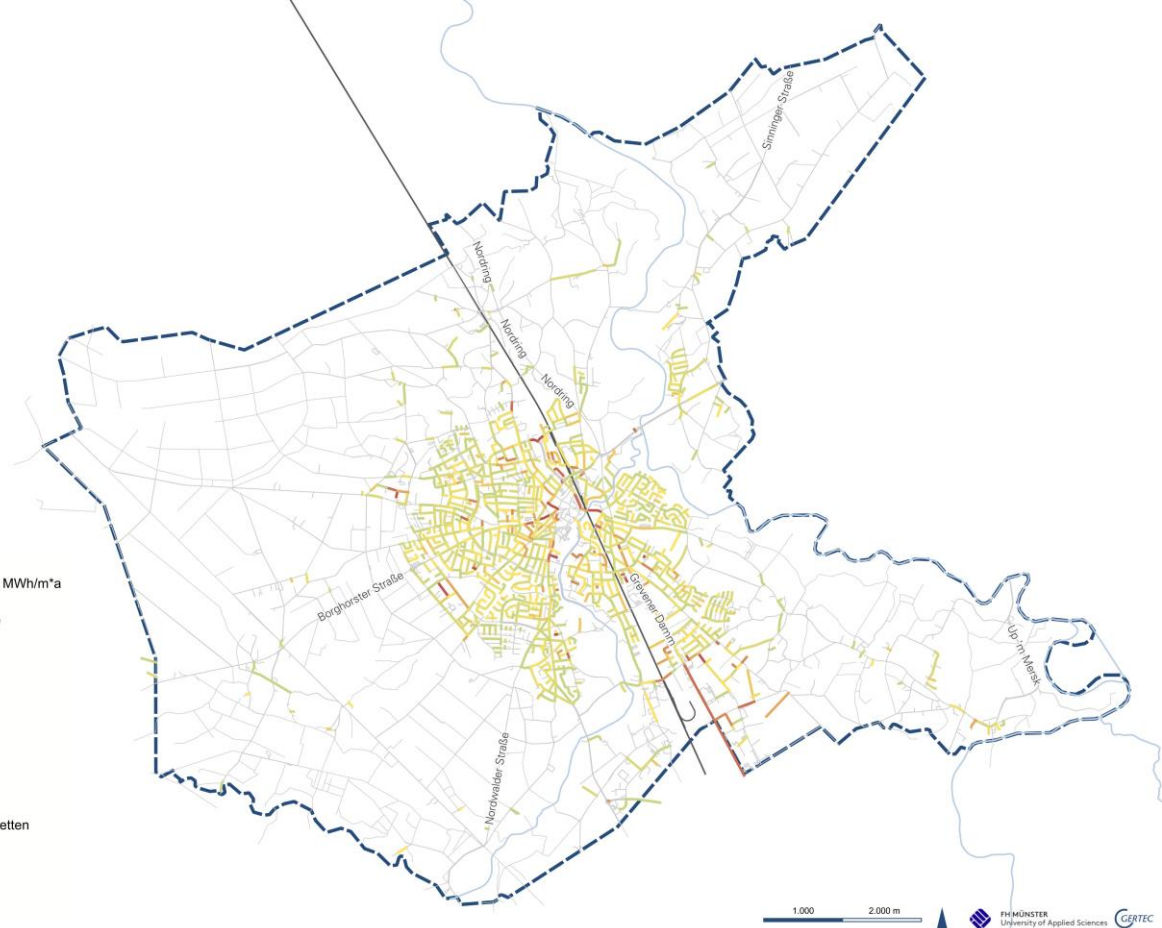 Sinninger Straße
Nordring
Nordring
Nordring
MWh/m*a
Borghorster Straße
Grevener Damm
Up 'm Mersk
Nordwalder Straße
etten
1.000 2.000 m
FH MÜNSTER
University of Applied Sciences
GERTEC